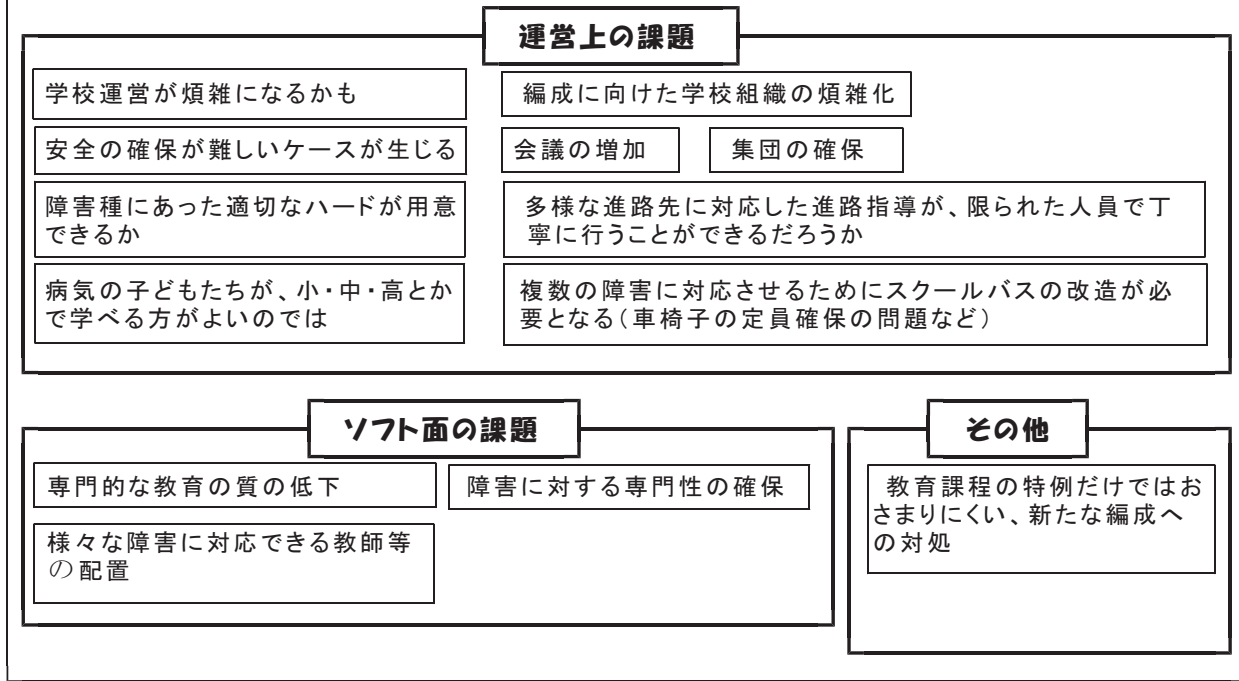 運営上の課題
学校運営が煩雑になるかも
編成に向けた学校組織の煩雑化
安全の確保が難しいケースが生じる
会議の増加
集団の確保
障害種にあった適切なハードが用意
できるか
多様な進路先に対応した進路指導が、限られた人員で丁
寧に行うことができるだろうか
病気の子どもたちが、小・中・高とか
で学べる方がよいのでは
複数の障害に対応させるためにスクールバスの改造が必
要となる(車椅子の定員確保の問題など)
ソフト面の課題
専門的な教育の質の低下
障害に対する専門性の確保
様々な障害に対応できる教師等
の配置
その他
教育課程の特例だけではお
さまりにくい、新たな編成へ
の対処